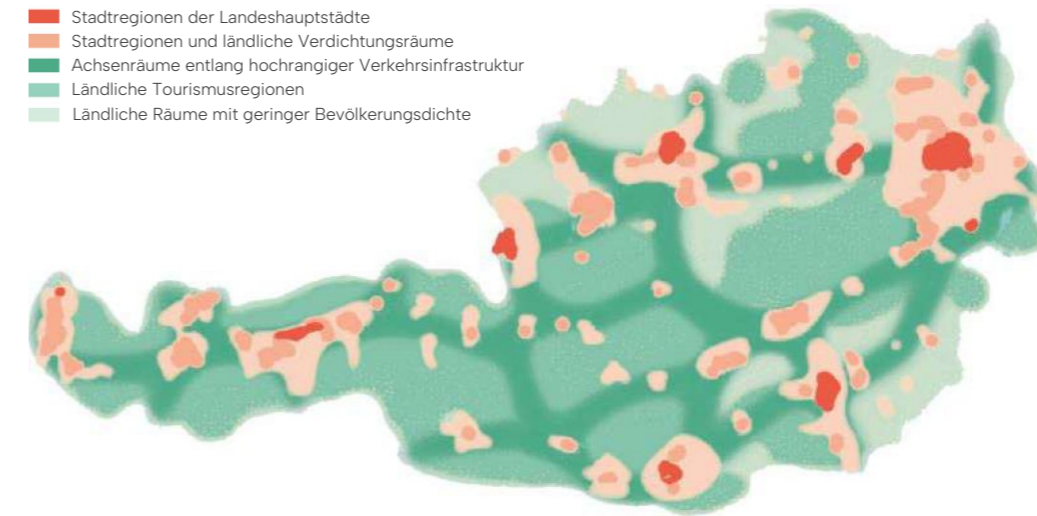 Stadtregionen der Landeshauptstädte
Stadtregionen und ländliche Verdichtungsräume
Achsenräume entlang hochrangiger Verkehrsinfrastruktur
Ländliche Tourismusregionen
Ländliche Räume mit geringer Bevölkerungsdichte